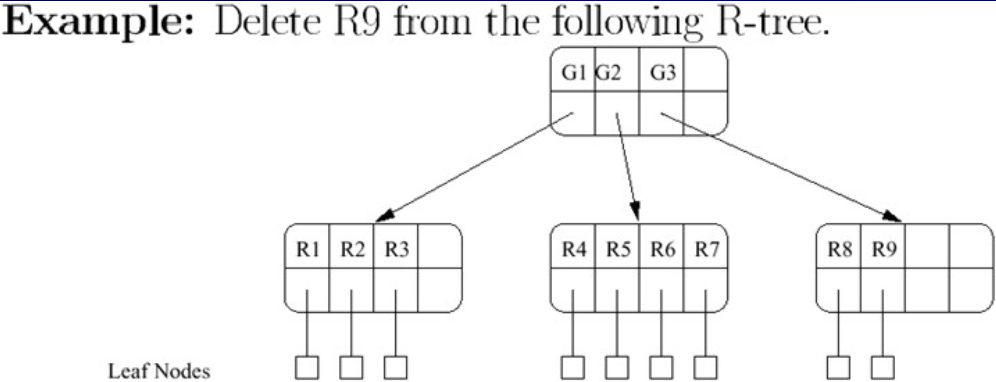 Example: Delete R9 from the following R-tree.
G1 G2 G3
R1 R2 R3 R4 R5 R6 R7 R8 R9
Leaf Nodes